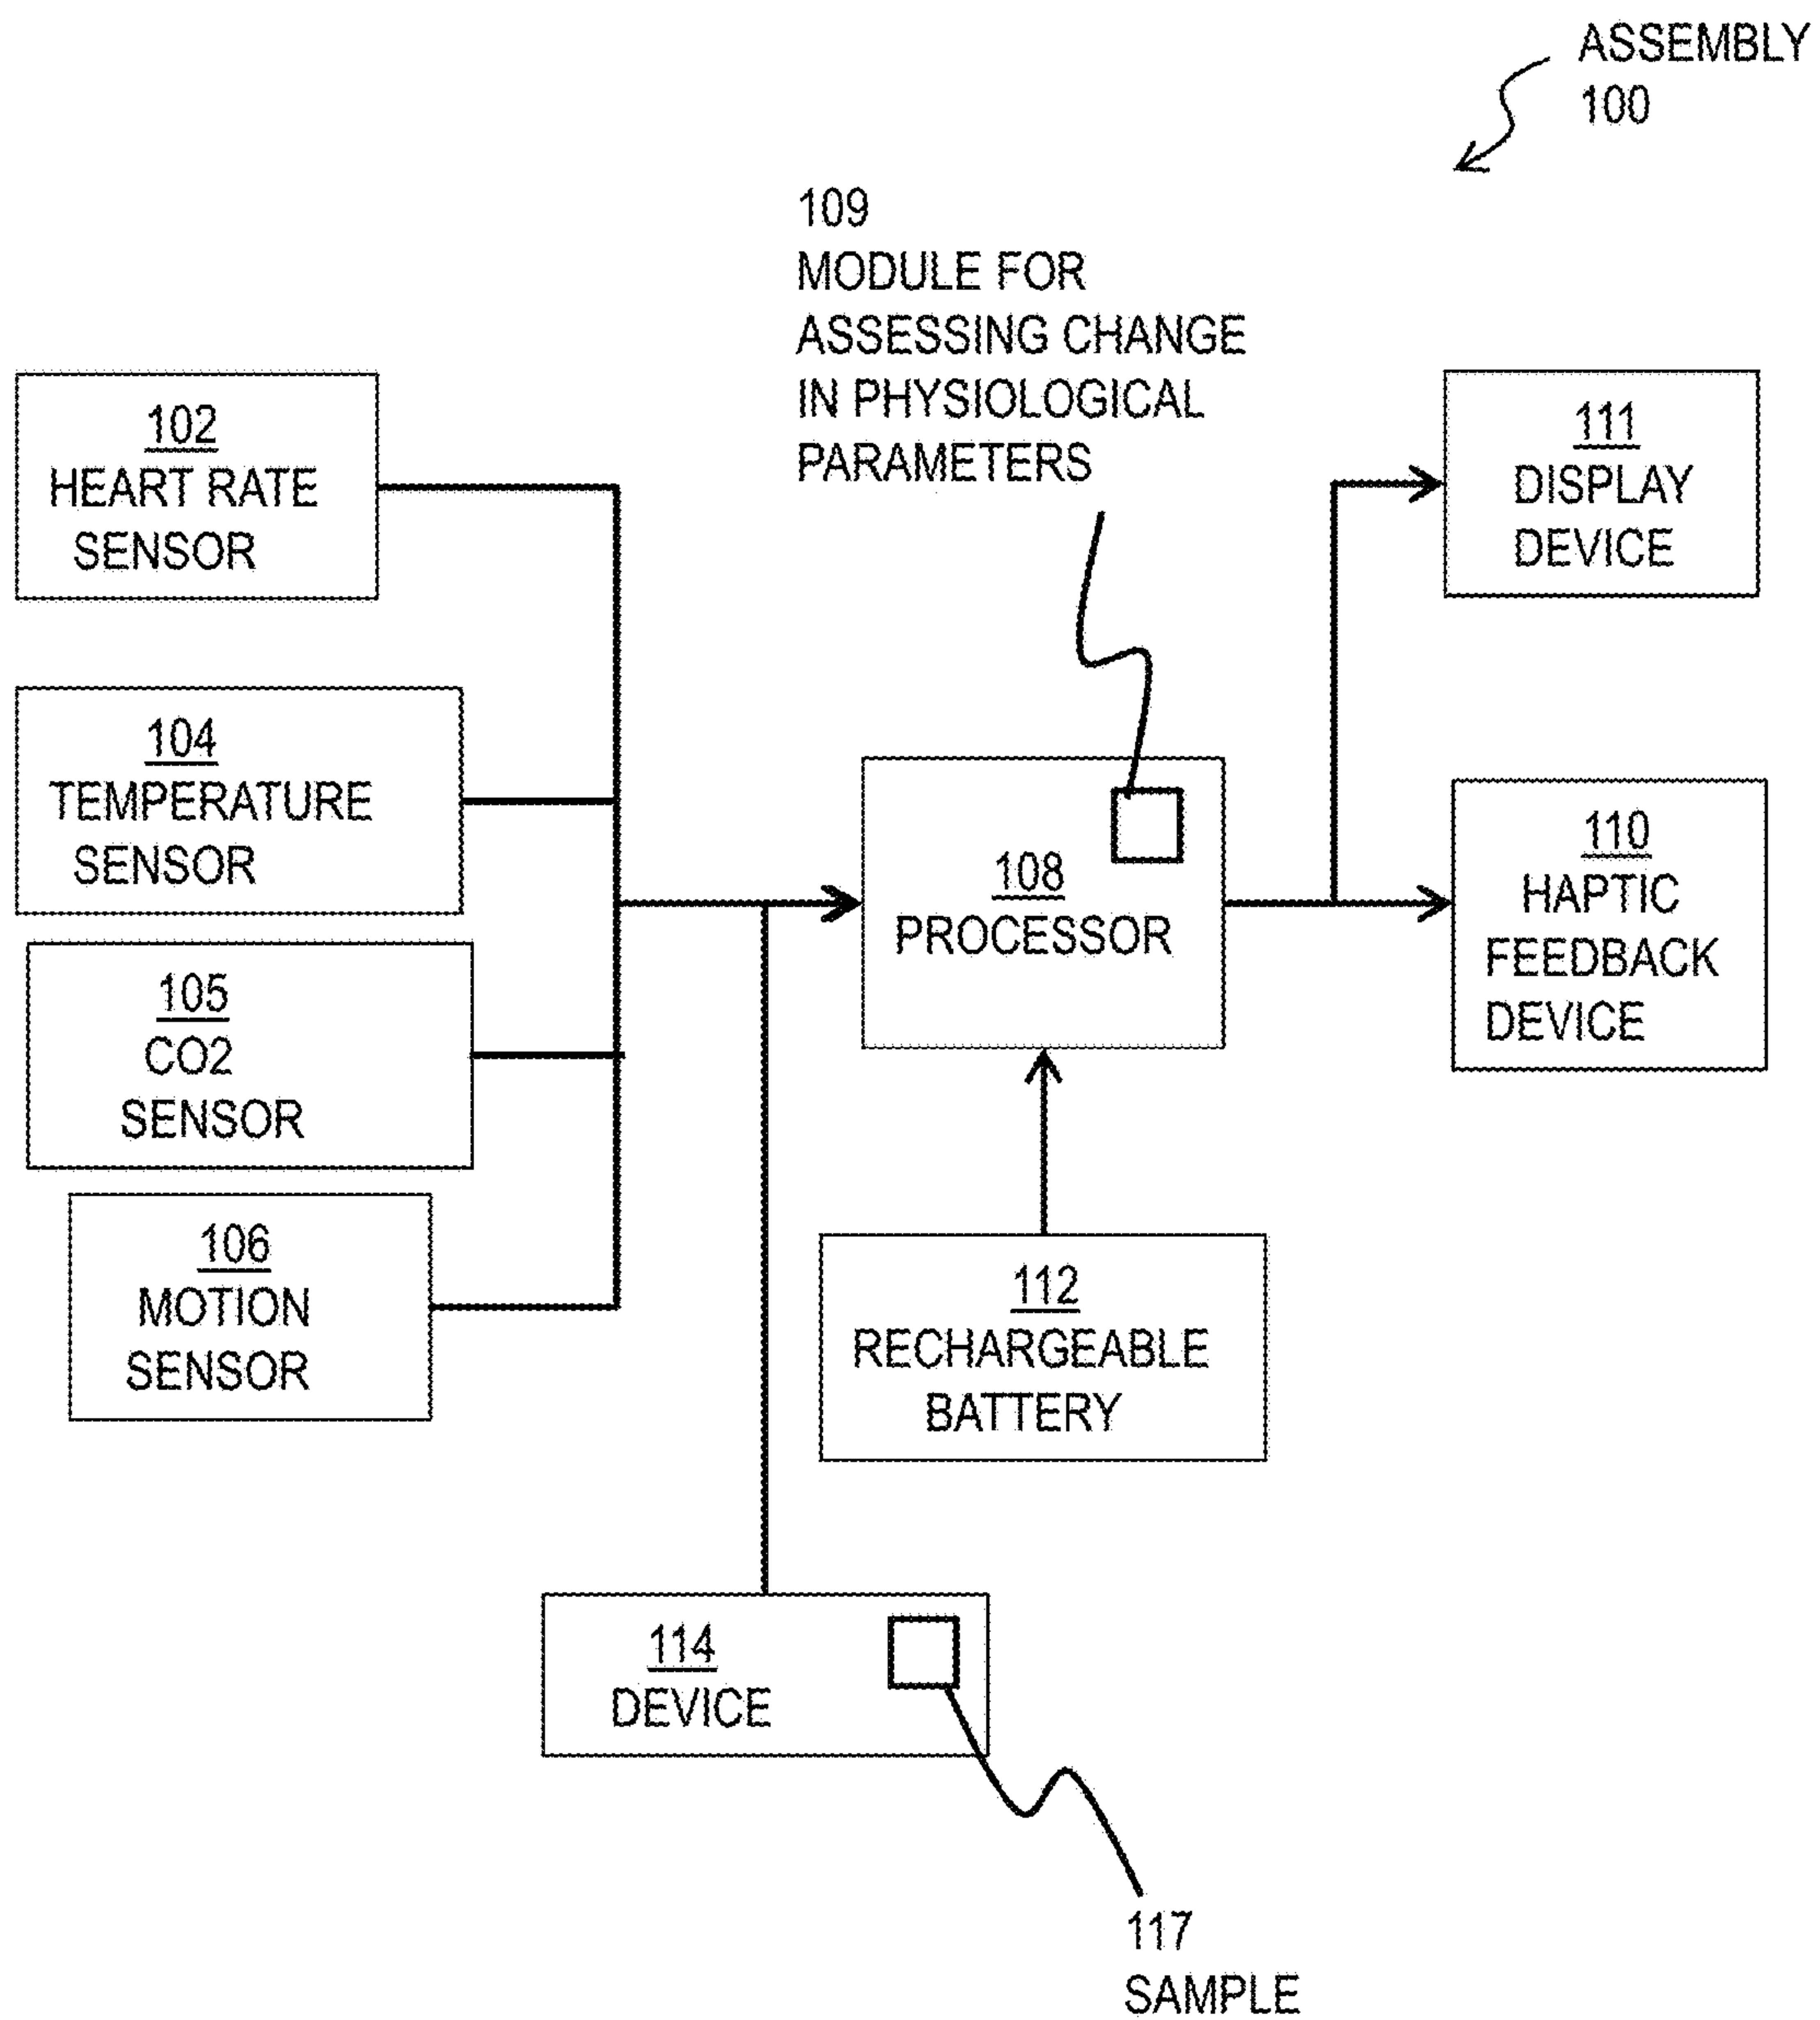 ASSEMBLY
100
109
MODULE FOR
ASSESSING CHANGE
IN PHYSIOLOGICAL
PARAMETERS
102
HEART RATE
SENSOR
111
DISPLAY
DEVICE
104
TEMPERATURE
SENSOR
108
PROCESSOR
110
HAPTIC
FEEDBACK
DEVICE
105
CO2
SENSOR
106
MOTION
SENSOR
112
RECHARGEABLE
BATTERY
114
DEVICE
117
SAMPLE